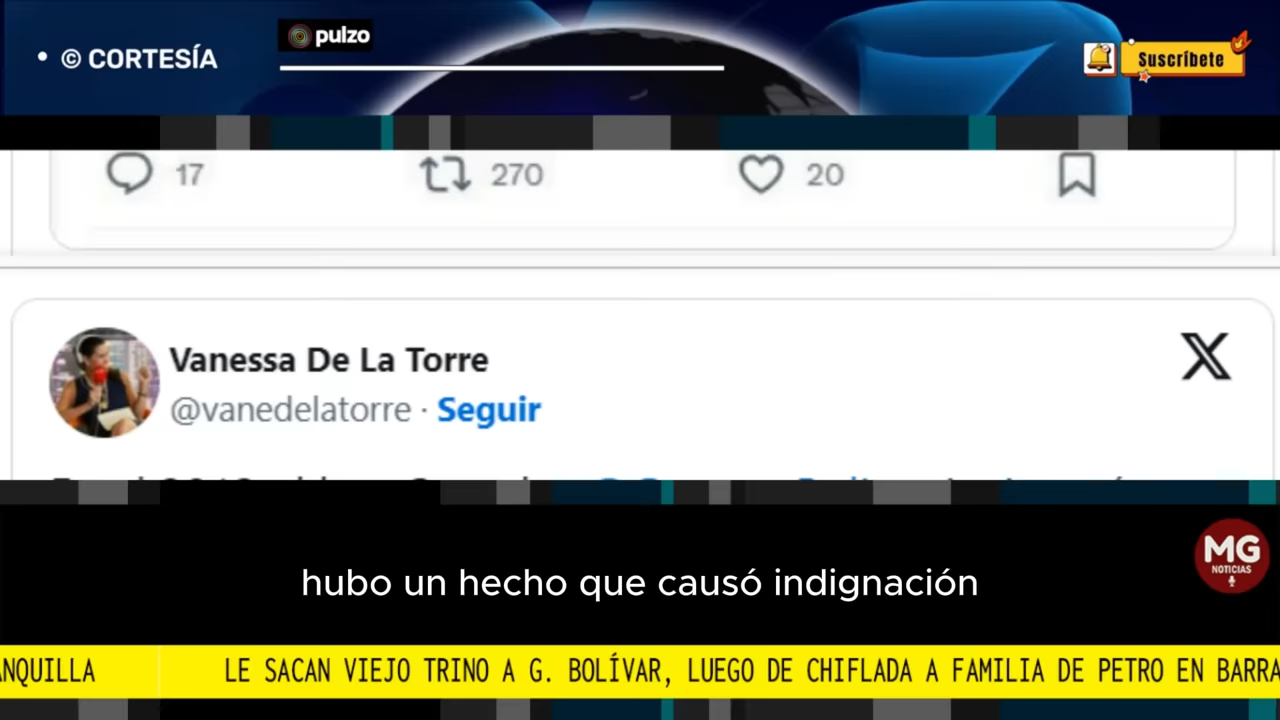 • © CORTESÍA
pulzo
Suscríbete
17 270 20
Vanessa De La Torre
@vanedelatorre · Seguir
hubo un hecho que causó indignación
MG
NOTICIAS
ANQUILLA LE SACAN VIEJO TRINO A G. BOLÍVAR, LUEGO DE CHIFLADA A FAMILIA DE PETRO EN BARRA